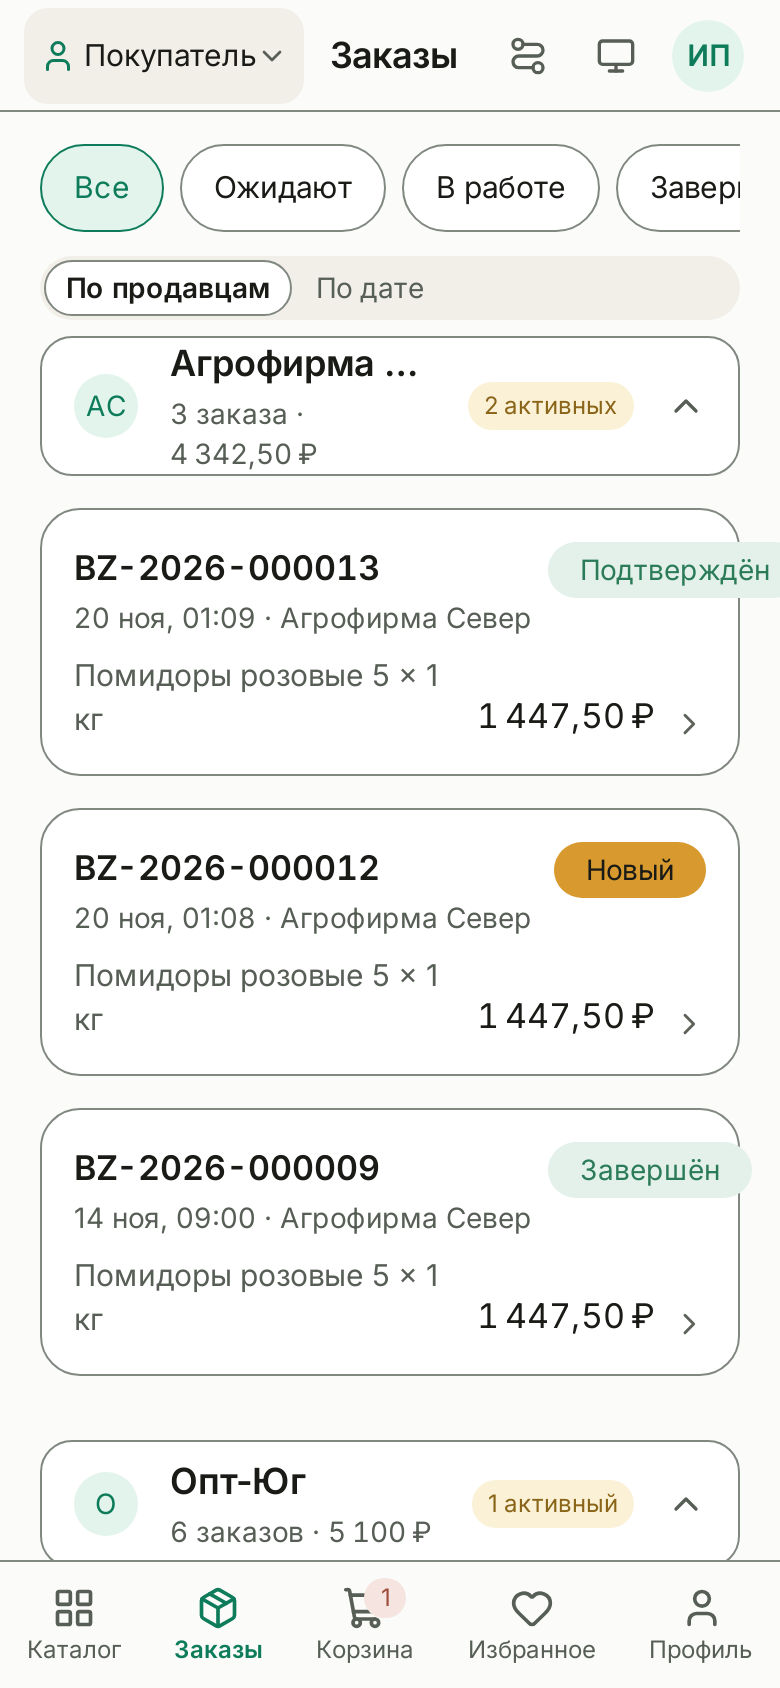 Покупатель
Заказы
ИП
Все
Ожидают
В работе
По продавцам
По дате
АС
Агрофирма ...
3 заказа ·
4 342,50 ₽
2 активных
BZ-2026-000013
Подтверждён
20 ноя, 01:09 · Агрофирма Север
Помидоры розовые 5 × 1
кг
1 447,50 ₽
BZ-2026-000012
Новый
20 ноя, 01:08 · Агрофирма Север
Помидоры розовые 5 × 1
кг
1 447,50 ₽
BZ-2026-000009
Завершён
14 ноя, 09:00 · Агрофирма Север
Помидоры розовые 5 × 1
кг
1 447,50 ₽
О
Опт-Юг
6 заказов · 5 100 ₽
1 активный
1
Каталог
Заказы
Корзина
Избранное
Профиль